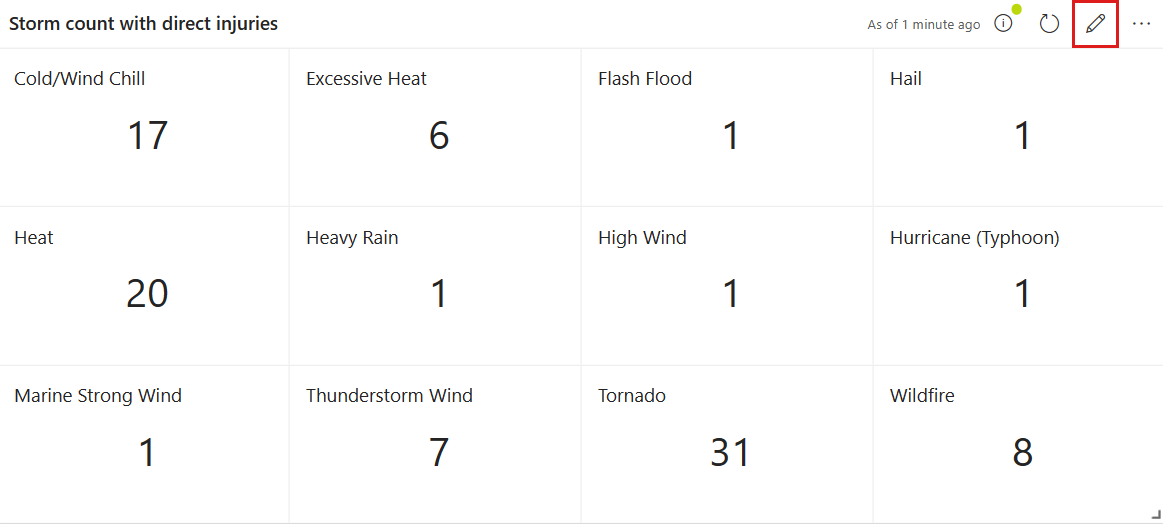 Storm count with direct injuries
As of 1 minute ago
Cold/Wind Chill
17
Excessive Heat
6
Flash Flood
1
Hail
1
Heat
20
Heavy Rain
1
High Wind
1
Hurricane (Typhoon)
1
Marine Strong Wind
1
Thunderstorm Wind
7
Tornado
31
Wildfire
8